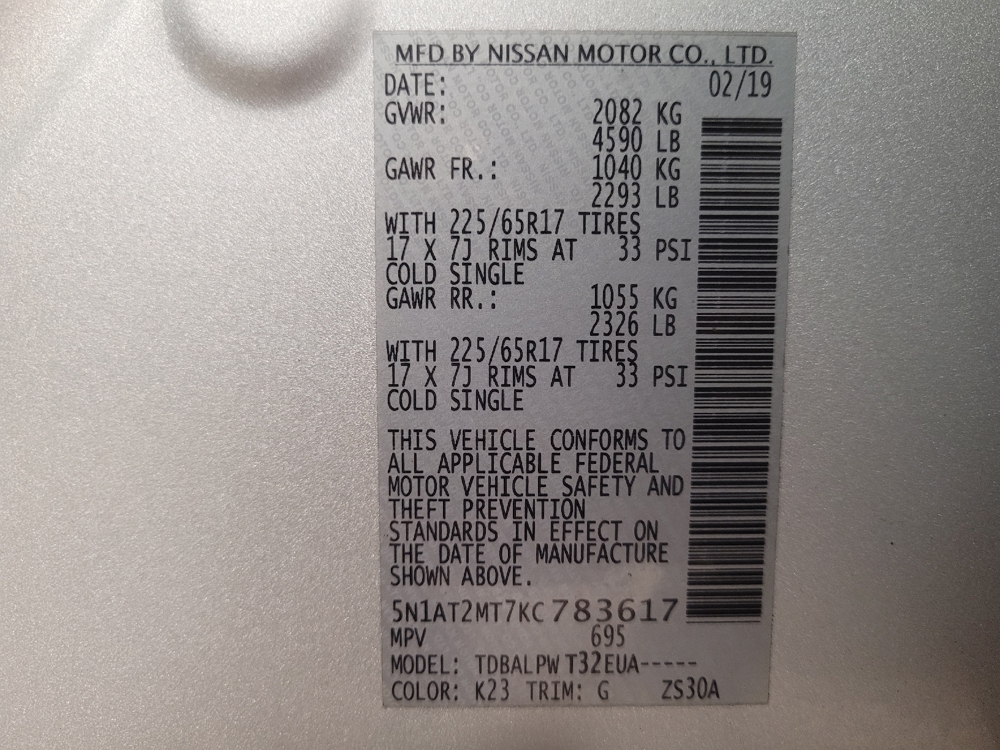 MFD BY NISSAN MOTOR CO., LTD.
DATE: 02/19
GVWR: 2082 KG
4590 LB
GAWR FR.: 1040 KG
2293 LB
WITH 225/65R17 TIRES
17 X 7J RIMS AT 33 PSI
COLD SINGLE
GAWR RR.: 1055 KG
2326 LB
WITH 225/65R17 TIRES
17 X 7J RIMS AT 33 PSI
COLD SINGLE
THIS VEHICLE CONFORMS TO
ALL APPLICABLE FEDERAL
MOTOR VEHICLE SAFETY AND
THEFT PREVENTION
STANDARDS IN EFFECT ON
THE DATE OF MANUFACTURE
SHOWN ABOVE.
5N1AT2MT7KC783617
MPV 695
MODEL: TDBALPWT32EUA-----
COLOR: K23 TRIM: G ZS30A